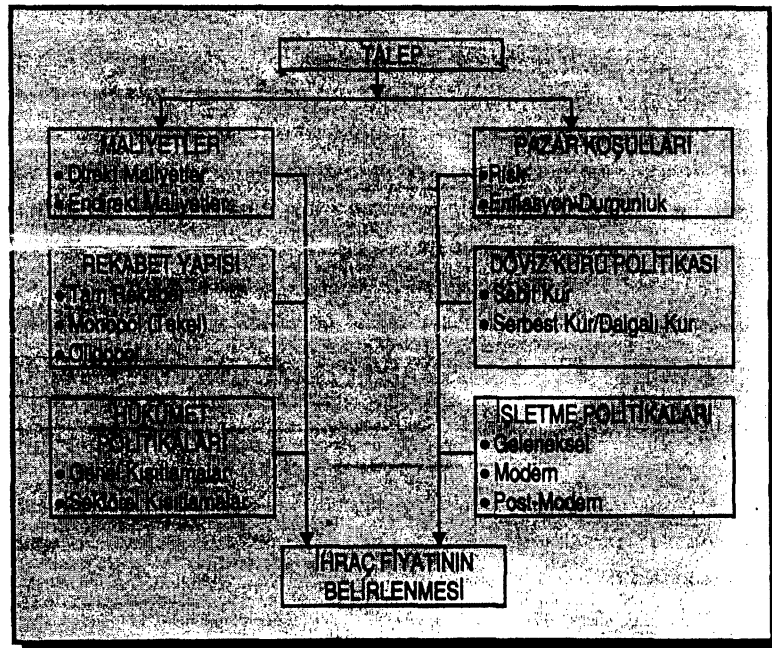 TALEP
MALİYETLER
• Direkt Maliyetler
• Endirekt Maliyetler
PAZAR KOŞULLARI
• Risk
• Enflasyon-Durgunluk
REKABET YAPISI
• Tam Rekabet
• Monopol (Tekel)
• Oligopol
DÖVİZ KURU POLİTİKASI
• Sabit Kur
• Serbest Kur/Dalgalı Kur
HÜKÜMET
POLİTİKALARI
• Genel Kısıtlamalar
• Sektörel Kısıtlamalar
İŞLETME POLİTİKALARI
• Geleneksel
• Modern
• Post-Modern
İHRAÇ FİYATININ
BELİRLENMESİ